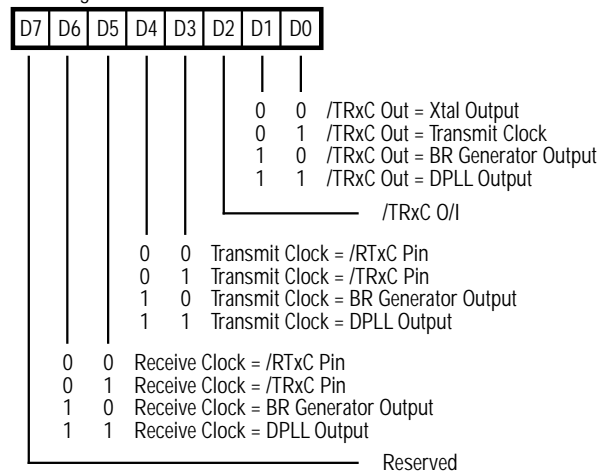 D7 D6 D5 D4 D3 D2 D1 D0
0 0 /TRxC Out = Xtal Output
0 1 /TRxC Out = Transmit Clock
1 0 /TRxC Out = BR Generator Output
1 1 /TRxC Out = DPLL Output
/TRxC O/I
0 0 Transmit Clock = /RTxC Pin
0 1 Transmit Clock = /TRxC Pin
1 0 Transmit Clock = BR Generator Output
1 1 Transmit Clock = DPLL Output
0 0 Receive Clock = /RTxC Pin
0 1 Receive Clock = /TRxC Pin
1 0 Receive Clock = BR Generator Output
1 1 Receive Clock = DPLL Output
Reserved